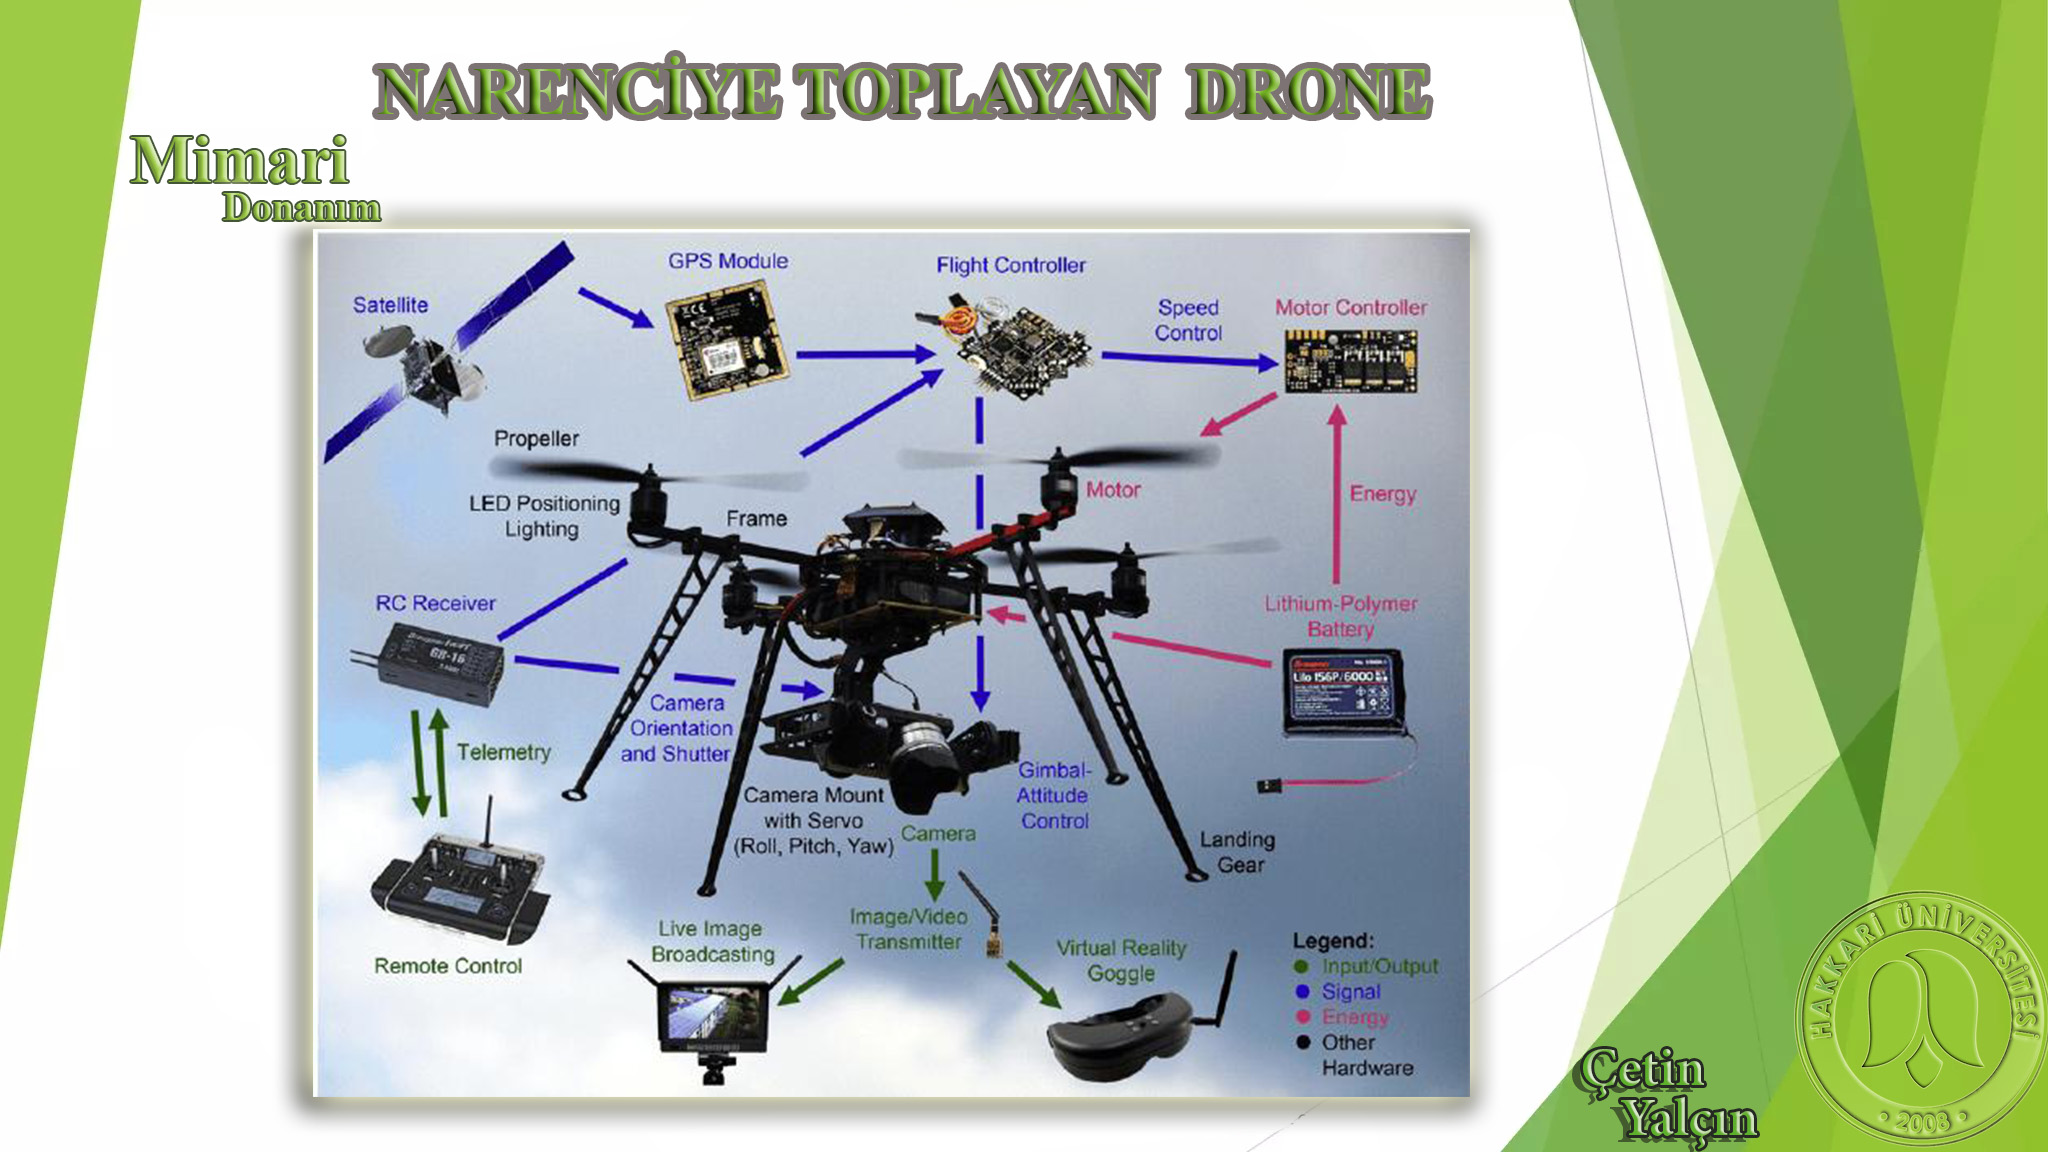 NARENCİYE TOPLAYAN DRONE
Mimari
Donanım
Satellite
GPS Module
Flight Controller
Speed
Control
Motor Controller
Propeller
LED Positioning
Lighting
Frame
Motor
Energy
RC Receiver
GR-16
Lithium-Polymer
Battery
Camera
Orientation
and Shutter
Telemetry
Camera Mount
with Servo
(Roll, Pitch, Yaw)
Camera
Gimbal-
Attitude
Control
Landing
Gear
Remote Control
Live Image
Broadcasting
Image/Video
Transmitter
Virtual Reality
Goggle
Legend:
Input/Output
Signal
Energy
Other
Hardware
Çetin
Yalçın
HAKKARİ ÜNİVERSİTESİ
• 2008 •